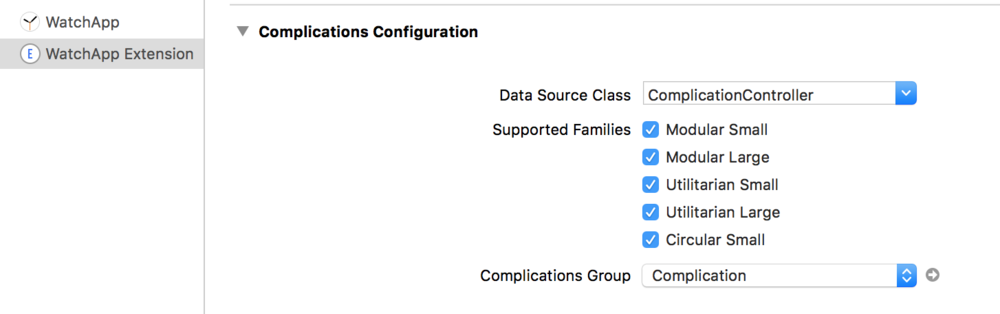 WatchApp
E WatchApp Extension
Complications Configuration
Data Source Class ComplicationController
Supported Families Modular Small
Modular Large
Utilitarian Small
Utilitarian Large
Circular Small
Complications Group Complication